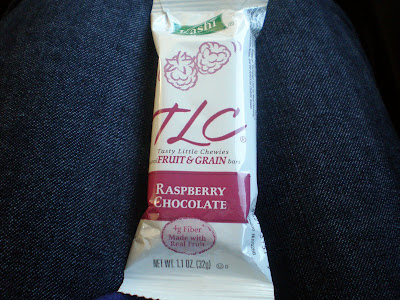 Kashi®
TLC®
Tasty Little Chewies
FRUIT & GRAIN bars
RASPBERRY
CHOCOLATE
4g Fiber
Made with
Real Fruit
NET WT. 1.1 OZ. (32g)